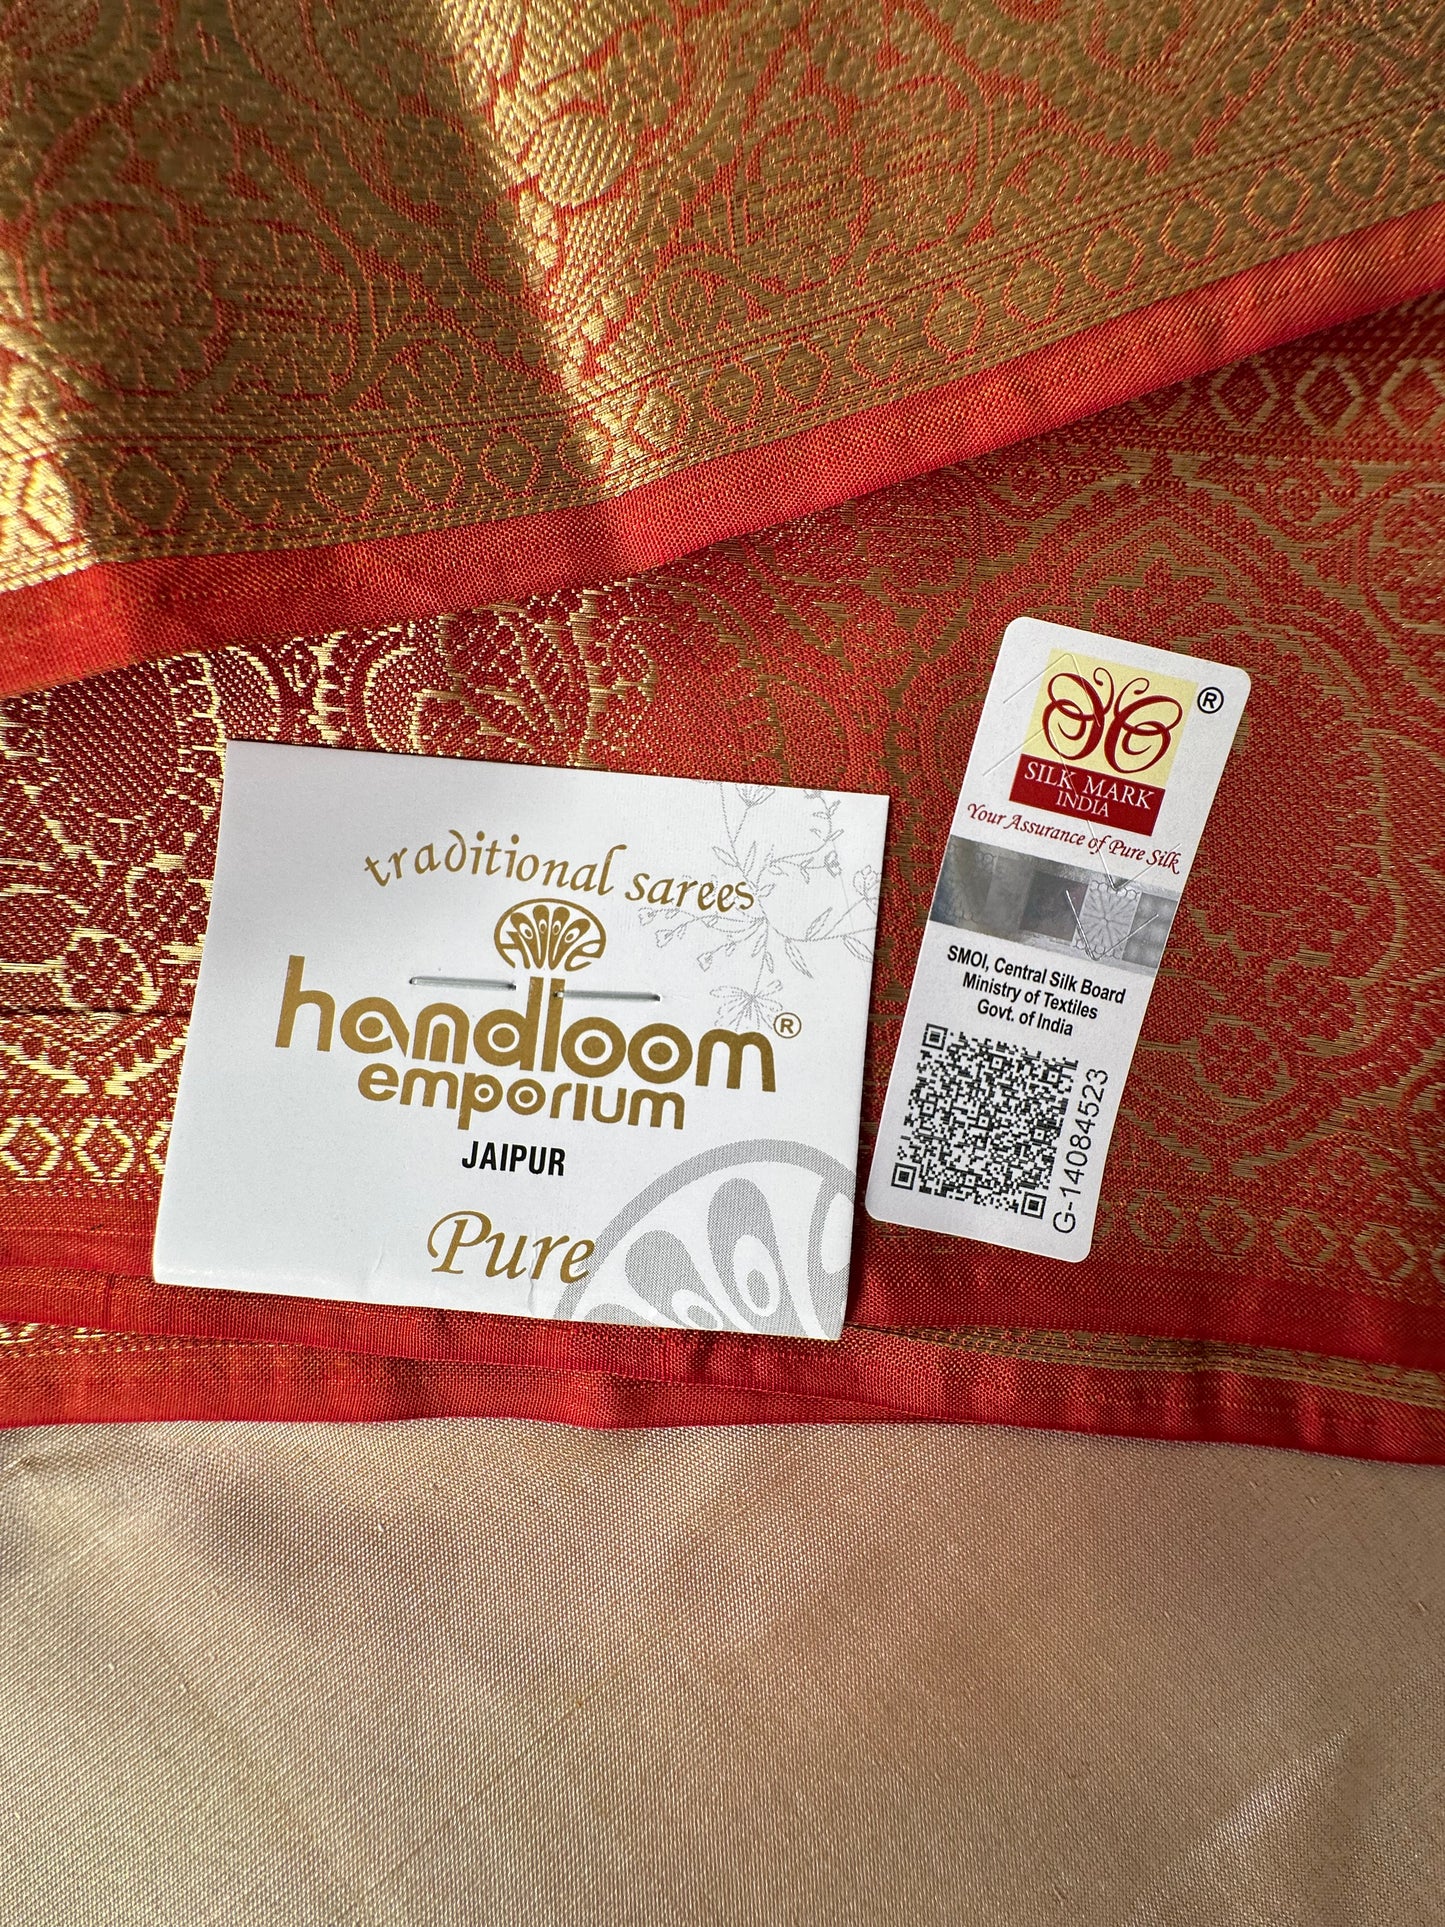 traditional sarees
handloom®
emporium
JAIPUR
Pure
®
SILK MARK
INDIA
Your Assurance of Pure Silk
SMOI, Central Silk Board
Ministry of Textiles
Govt. of India
G-14084523